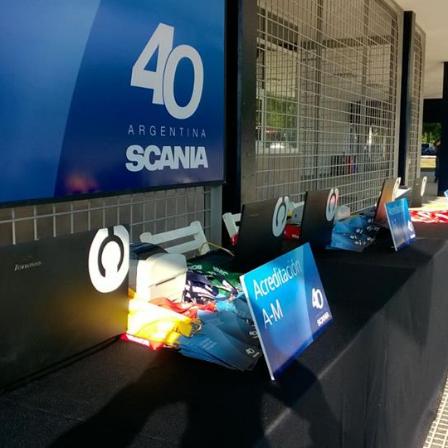 40
ARGENTINA
SCANIA
lenovo
Acreditación
A-M
40